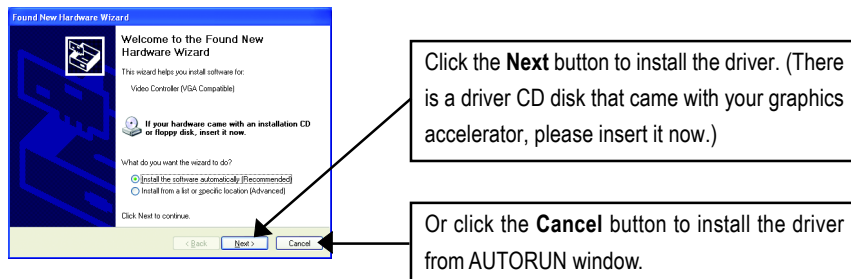 Found New Hardware Wizard
Welcome to the Found New
Hardware Wizard
This wizard helps you install software for:
Video Controller (VGA Compatible)
If your hardware came with an installation CD
or floppy disk, insert it now.
What do you want the wizard to do?
Install the software automatically (Recommended)
Install from a list or specific location (Advanced)
Click Next to continue.
< Back
Next >
Cancel
Click the Next button to install the driver. (There
is a driver CD disk that came with your graphics
accelerator, please insert it now.)
Or click the Cancel button to install the driver
from AUTORUN window.